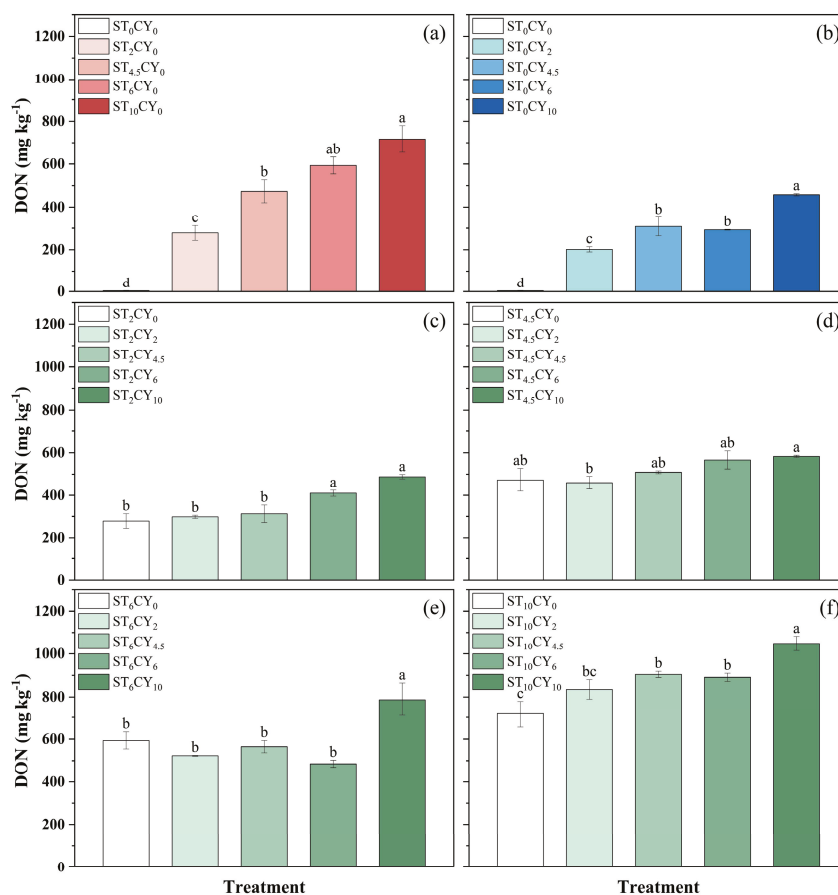 DON (mg kg⁻¹)
1200
1000
800
600
400
200
0
ST₀CY₀
ST₂CY₀
ST₄.₅CY₀
ST₆CY₀
ST₁₀CY₀
(a)
d
c
b
ab
a
ST₀CY₀
ST₀CY₂
ST₀CY₄.₅
ST₀CY₆
ST₀CY₁₀
(b)
d
c
b
b
a
DON (mg kg⁻¹)
1200
1000
800
600
400
200
0
ST₂CY₀
ST₂CY₂
ST₂CY₄.₅
ST₂CY₆
ST₂CY₁₀
(c)
b
b
b
a
a
ST₄.₅CY₀
ST₄.₅CY₂
ST₄.₅CY₄.₅
ST₄.₅CY₆
ST₄.₅CY₁₀
(d)
ab
b
ab
ab
a
DON (mg kg⁻¹)
1200
1000
800
600
400
200
0
ST₆CY₀
ST₆CY₂
ST₆CY₄.₅
ST₆CY₆
ST₆CY₁₀
(e)
b
b
b
b
a
ST₁₀CY₀
ST₁₀CY₂
ST₁₀CY₄.₅
ST₁₀CY₆
ST₁₀CY₁₀
(f)
c
bc
b
b
a
Treatment
Treatment